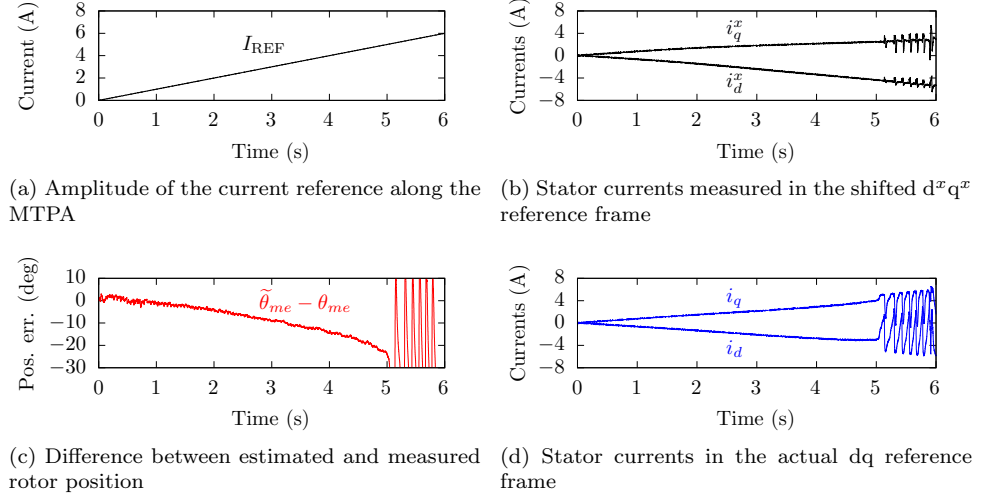 8
6
4
2
0
Current (A)
I_REF
0 1 2 3 4 5 6
Time (s)
(a) Amplitude of the current reference along the
MTPA
8
4
0
−4
−8
Currents (A)
i_q^x
i_d^x
0 1 2 3 4 5 6
Time (s)
(b) Stator currents measured in the shifted d^xq^x
reference frame
10
0
−10
−20
−30
Pos. err. (deg)
θ̃_me − θ_me
0 1 2 3 4 5 6
Time (s)
(c) Difference between estimated and measured
rotor position
8
4
0
−4
−8
Currents (A)
i_q
i_d
0 1 2 3 4 5 6
Time (s)
(d) Stator currents in the actual dq reference
frame